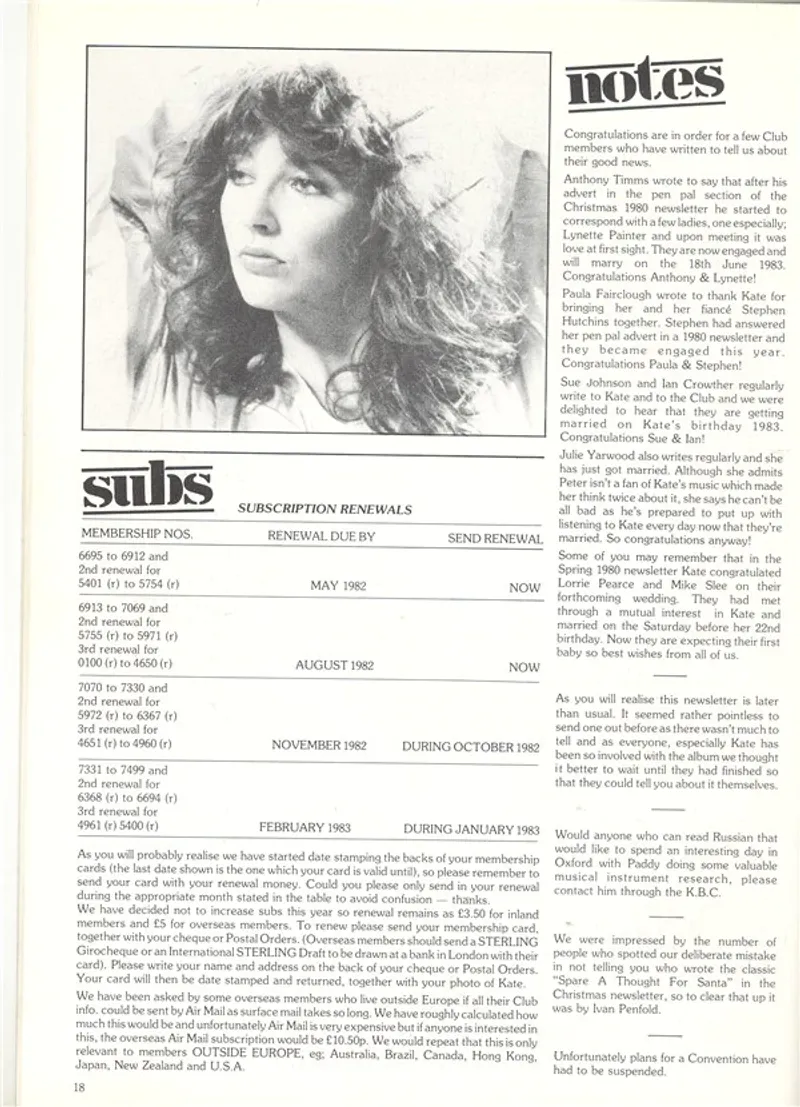 notes
Congratulations are in order for a few Club
members who have written to tell us about
their good news.
Anthony Timms wrote to say that after his
advert in the pen pal section of the
Christmas 1980 newsletter he started to
correspond with a few ladies, one especially;
Lynette Painter and upon meeting it was
love at first sight. They are now engaged and
will marry on the 18th June 1983.
Congratulations Anthony & Lynette!
Paula Fairclough wrote to thank Kate for
bringing her and her fiancé Stephen
Hutchins together. Stephen had answered
her pen pal advert in a 1980 newsletter and
they became engaged this year.
Congratulations Paula & Stephen!
Sue Johnson and Ian Crowther regularly
write to Kate and to the Club and we were
delighted to hear that they are getting
married on Kate's birthday 1983.
Congratulations Sue & Ian!
Julie Yarwood also writes regularly and she
has just got married. Although she admits
Peter isn't a fan of Kate's music which made
her think twice about it, she says he can't be
all bad as he's prepared to put up with
listening to Kate every day now that they're
married. So congratulations anyway!
Some of you may remember that in the
Spring 1980 newsletter Kate congratulated
Lorrie Pearce and Mike Slee on their
forthcoming wedding. They had met
through a mutual interest in Kate and
married on the Saturday before her 22nd
birthday. Now they are expecting their first
baby so best wishes from all of us.
As you will realise this newsletter is later
than usual. It seemed rather pointless to
send one out before as there wasn't much to
tell and as everyone, especially Kate has
been so involved with the album we thought
it better to wait until they had finished so
that they could tell you about it themselves.
Would anyone who can read Russian that
would like to spend an interesting day in
Oxford with Paddy doing some valuable
musical instrument research, please
contact him through the K.B.C.
We were impressed by the number of
people who spotted our deliberate mistake
in not telling you who wrote the classic
"Spare A Thought For Santa" in the
Christmas newsletter, so to clear that up it
was by Ivan Penfold.
Unfortunately plans for a Convention have
had to be suspended.
subs
SUBSCRIPTION RENEWALS
MEMBERSHIP NOS. RENEWAL DUE BY SEND RENEWAL
6695 to 6912 and
2nd renewal for
5401 (r) to 5754 (r) MAY 1982 NOW
6913 to 7069 and
2nd renewal for
5755 (r) to 5971 (r)
3rd renewal for
0100 (r) to 4650 (r) AUGUST 1982 NOW
7070 to 7330 and
2nd renewal for
5972 (r) to 6367 (r)
3rd renewal for
4651 (r) to 4960 (r) NOVEMBER 1982 DURING OCTOBER 1982
7331 to 7499 and
2nd renewal for
6368 (r) to 6694 (r)
3rd renewal for
4961 (r) 5400 (r) FEBRUARY 1983 DURING JANUARY 1983
As you will probably realise we have started date stamping the backs of your membership
cards (the last date shown is the one which your card is valid until), so please remember to
send your card with your renewal money. Could you please only send in your renewal
during the appropriate month stated in the table to avoid confusion — thanks.
We have decided not to increase subs this year so renewal remains as £3.50 for inland
members and £5 for overseas members. To renew please send your membership card,
together with your cheque or Postal Orders. (Overseas members should send a STERLING
Girocheque or an International STERLING Draft to be drawn at a bank in London with their
card). Please write your name and address on the back of your cheque or Postal Orders.
Your card will then be date stamped and returned, together with your photo of Kate.
We have been asked by some overseas members who live outside Europe if all their Club
info. could be sent by Air Mail as surface mail takes so long. We have roughly calculated how
much this would be and unfortunately Air Mail is very expensive but if anyone is interested in
this, the overseas Air Mail subscription would be £10.50p. We would repeat that this is only
relevant to members OUTSIDE EUROPE, eg; Australia, Brazil, Canada, Hong Kong,
Japan, New Zealand and U.S.A.
18